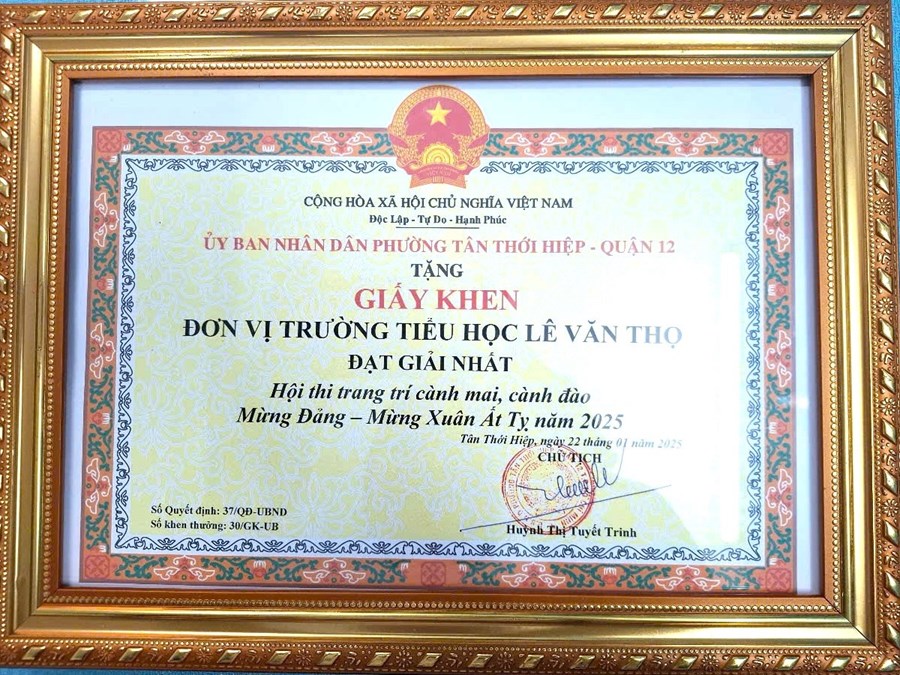 CỘNG HÒA XÃ HỘI CHỦ NGHĨA VIỆT NAM
Độc Lập - Tự Do - Hạnh Phúc
ỦY BAN NHÂN DÂN PHƯỜNG TÂN THỚI HIỆP - QUẬN 12
TẶNG
GIẤY KHEN
ĐƠN VỊ TRƯỜNG TIỂU HỌC LÊ VĂN THỌ
ĐẠT GIẢI NHẤT
Hội thi trang trí cành mai, cành đào
Mừng Đảng – Mừng Xuân Ất Tỵ năm 2025
Tân Thới Hiệp, ngày 22 tháng 01 năm 2025
CHỦ TỊCH
Số Quyết định: 37/QĐ-UBND
Số khen thưởng: 30/GK-UB
Huỳnh Thị Tuyết Trinh